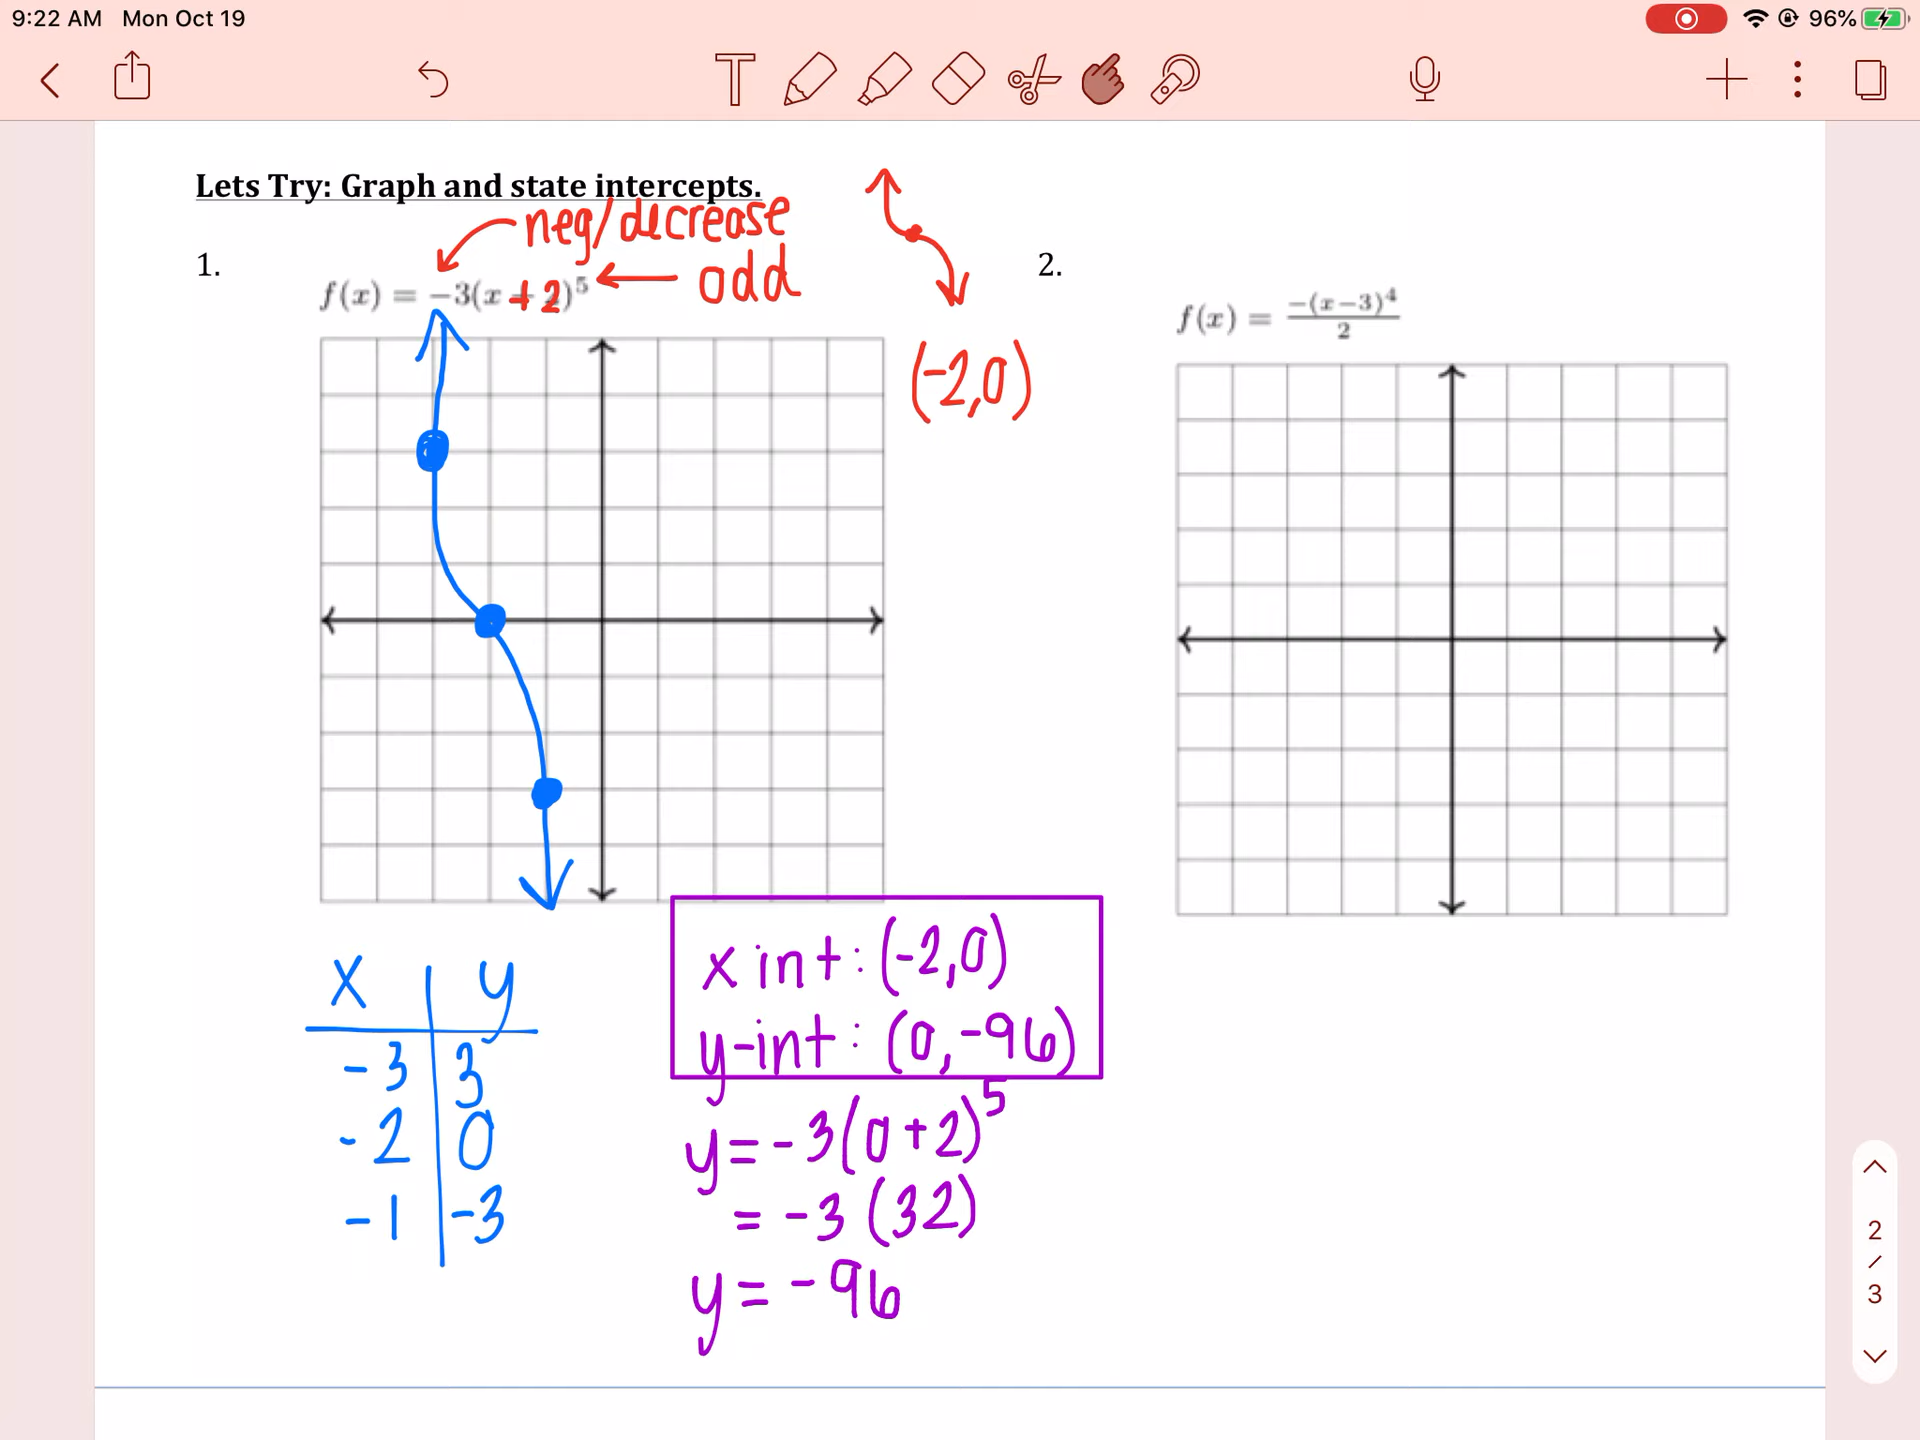 9:22 AM Mon Oct 19
96%
T
Lets Try: Graph and state intercepts.
neg/decrease
odd
1.
f(x) = −3(x + 2)⁵
(-2,0)
2.
f(x) = −(x−3)⁴/2
x int: (-2,0)
y-int: (0,-96)
y = -3(0+2)⁵
= -3 (32)
y = -96
x | y
-3 | 3
-2 | 0
-1 | -3
2
/
3